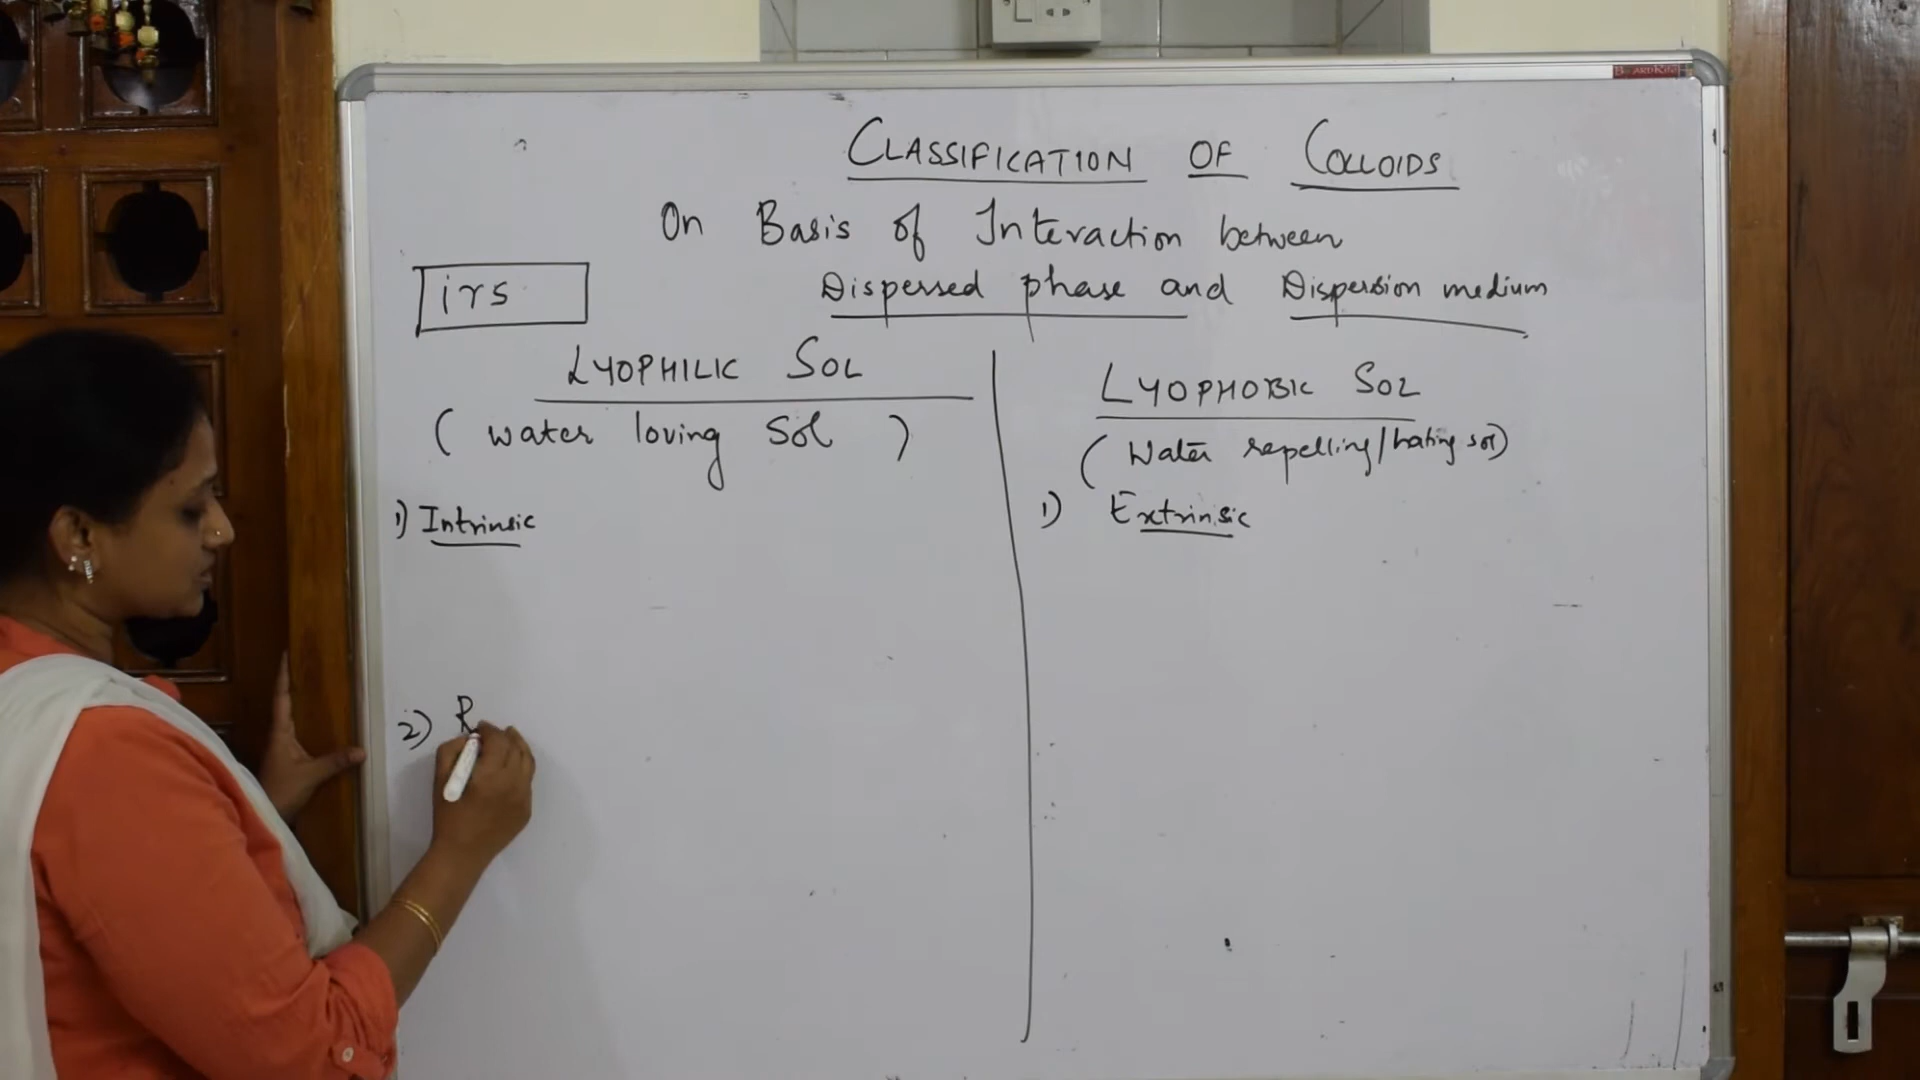 CLASSIFICATION OF COLLOIDS
On Basis of Interaction between
Dispersed phase and Dispersion medium
irs
LYOPHILIC SOL
(water loving Sol)
1) Intrinsic
2) R
LYOPHOBIC SOL
(Water repelling/hating sol)
1) Extrinsic